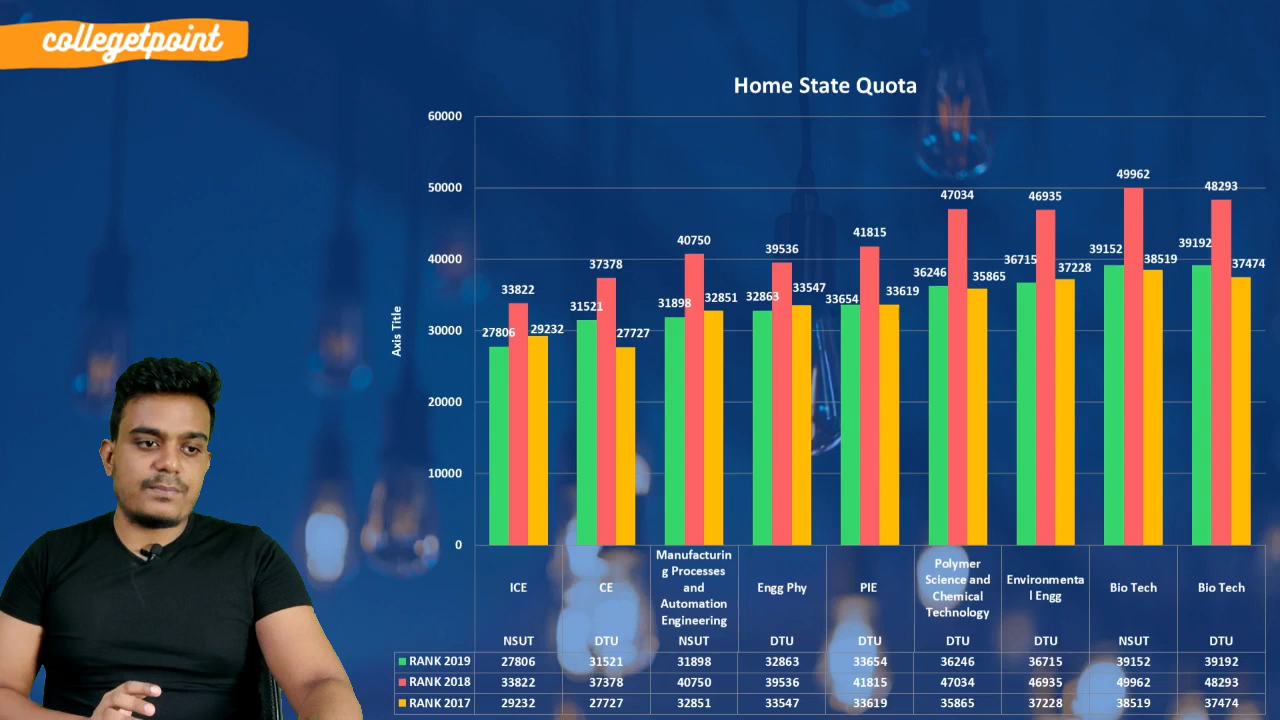 collegetpoint
Home State Quota
60000
50000
40000
30000
20000
10000
0
Axis Title
27806 33822 29232
31521 37378 27727
31898 40750 32851
32863 39536 33547
33654 41815 33619
36246 47034 35865
36715 46935 37228
39152 49962 38519
39192 48293 37474
ICE
CE
Manufacturin
g Processes
and
Automation
Engineering
Engg Phy
PIE
Polymer
Science and
Chemical
Technology
Environmenta
l Engg
Bio Tech
Bio Tech
NSUT DTU NSUT DTU DTU DTU DTU NSUT DTU
RANK 2019 27806 31521 31898 32863 33654 36246 36715 39152 39192
RANK 2018 33822 37378 40750 39536 41815 47034 46935 49962 48293
RANK 2017 29232 27727 32851 33547 33619 35865 37228 38519 37474